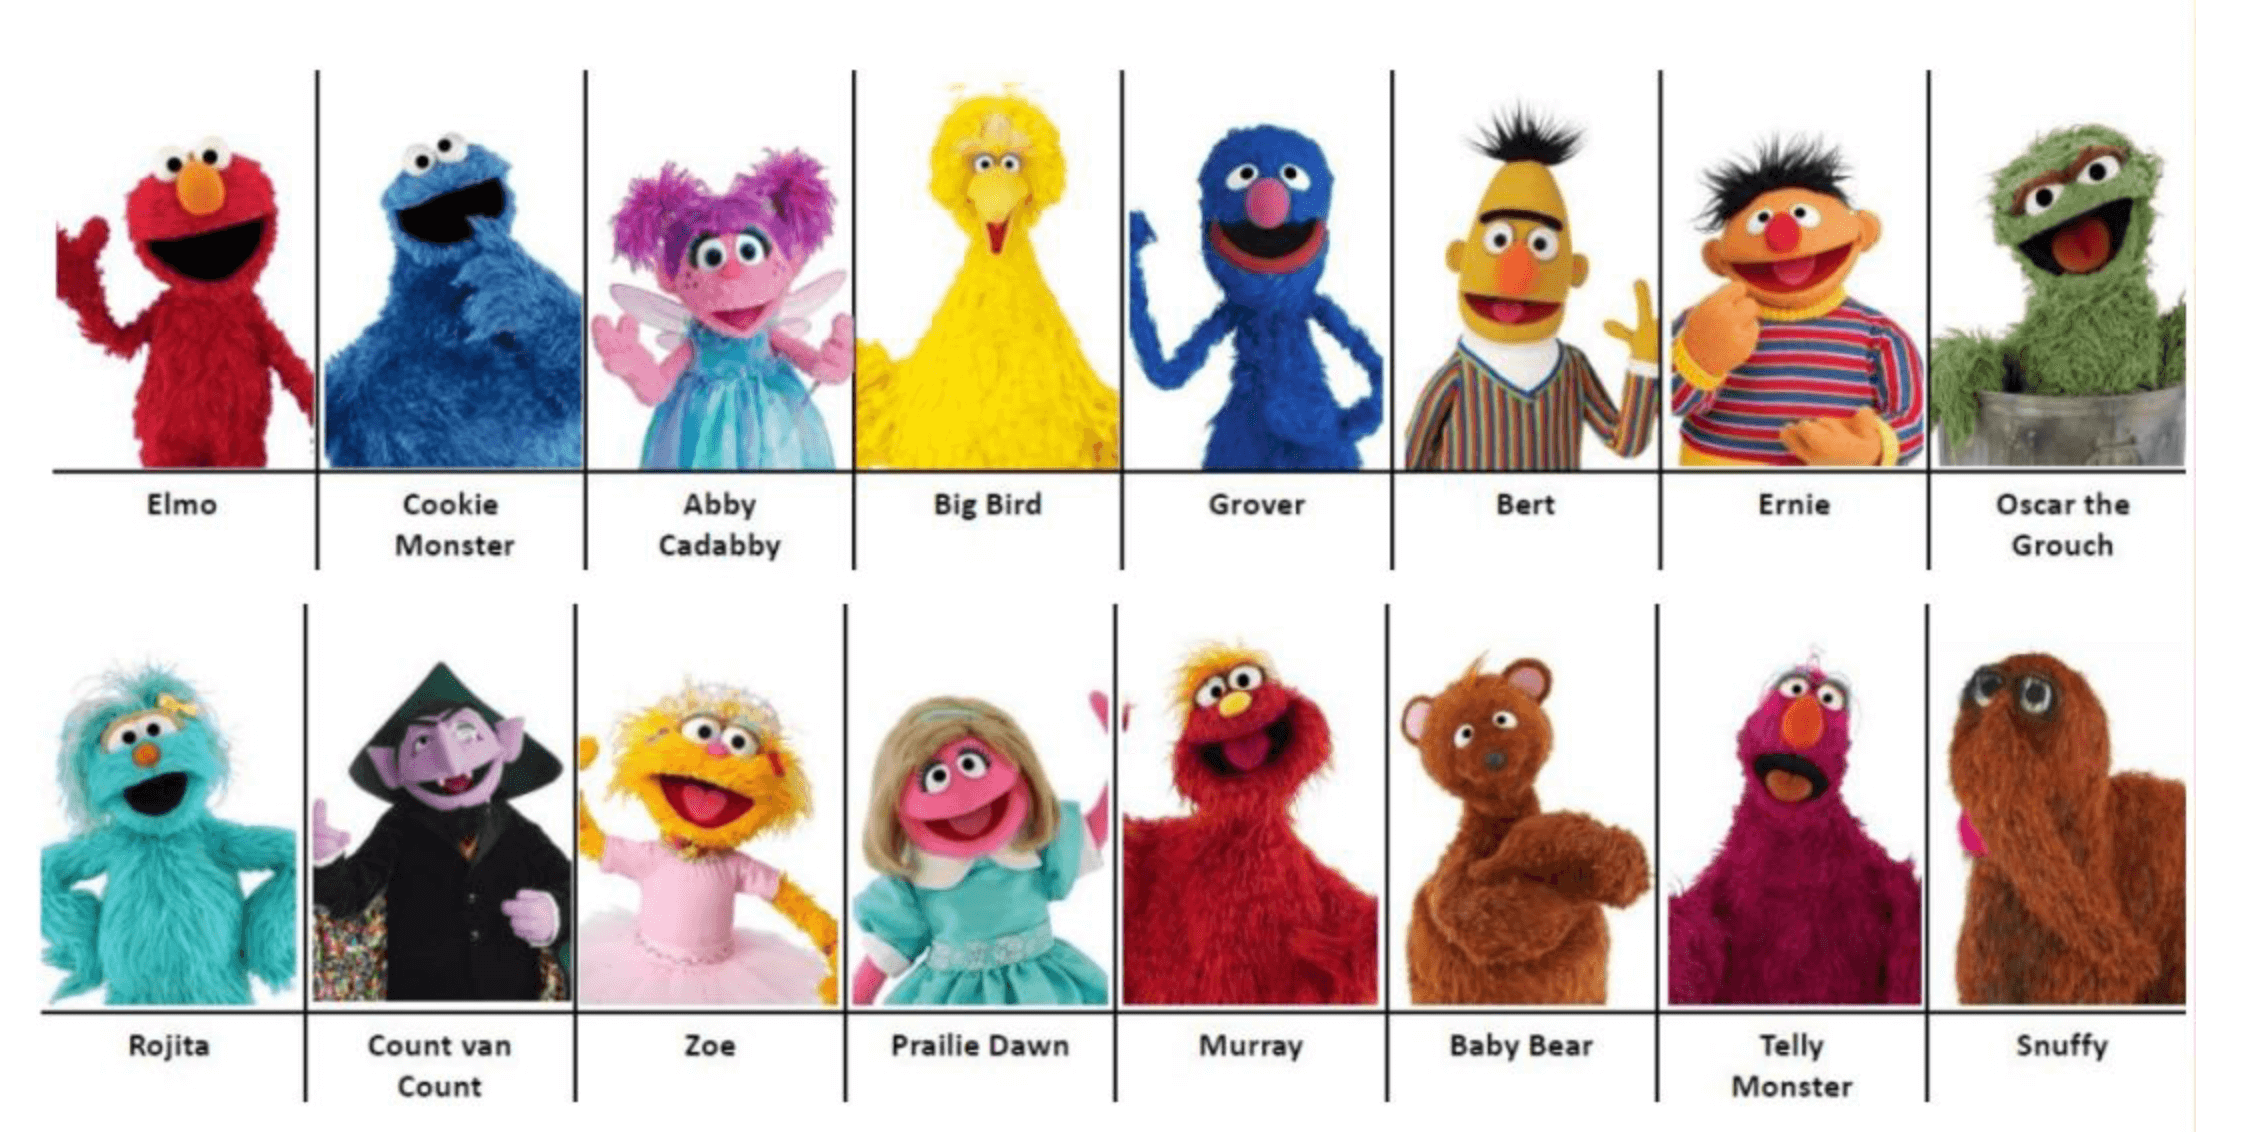 Elmo
Cookie
Monster
Abby
Cadabby
Big Bird
Grover
Bert
Ernie
Oscar the
Grouch
Rojita
Count van
Count
Zoe
Prailie Dawn
Murray
Baby Bear
Telly
Monster
Snuffy